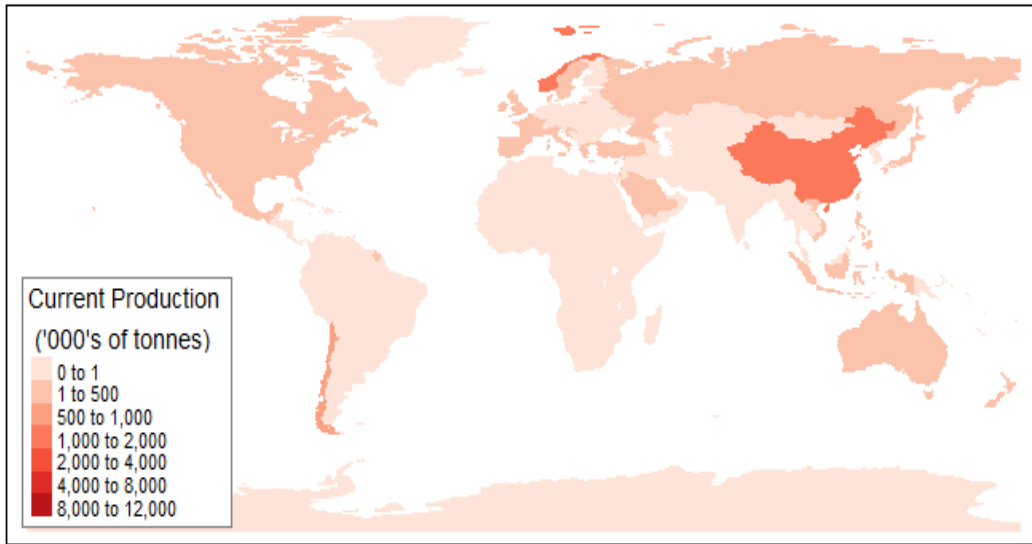 Current Production
('000's of tonnes)
0 to 1
1 to 500
500 to 1,000
1,000 to 2,000
2,000 to 4,000
4,000 to 8,000
8,000 to 12,000